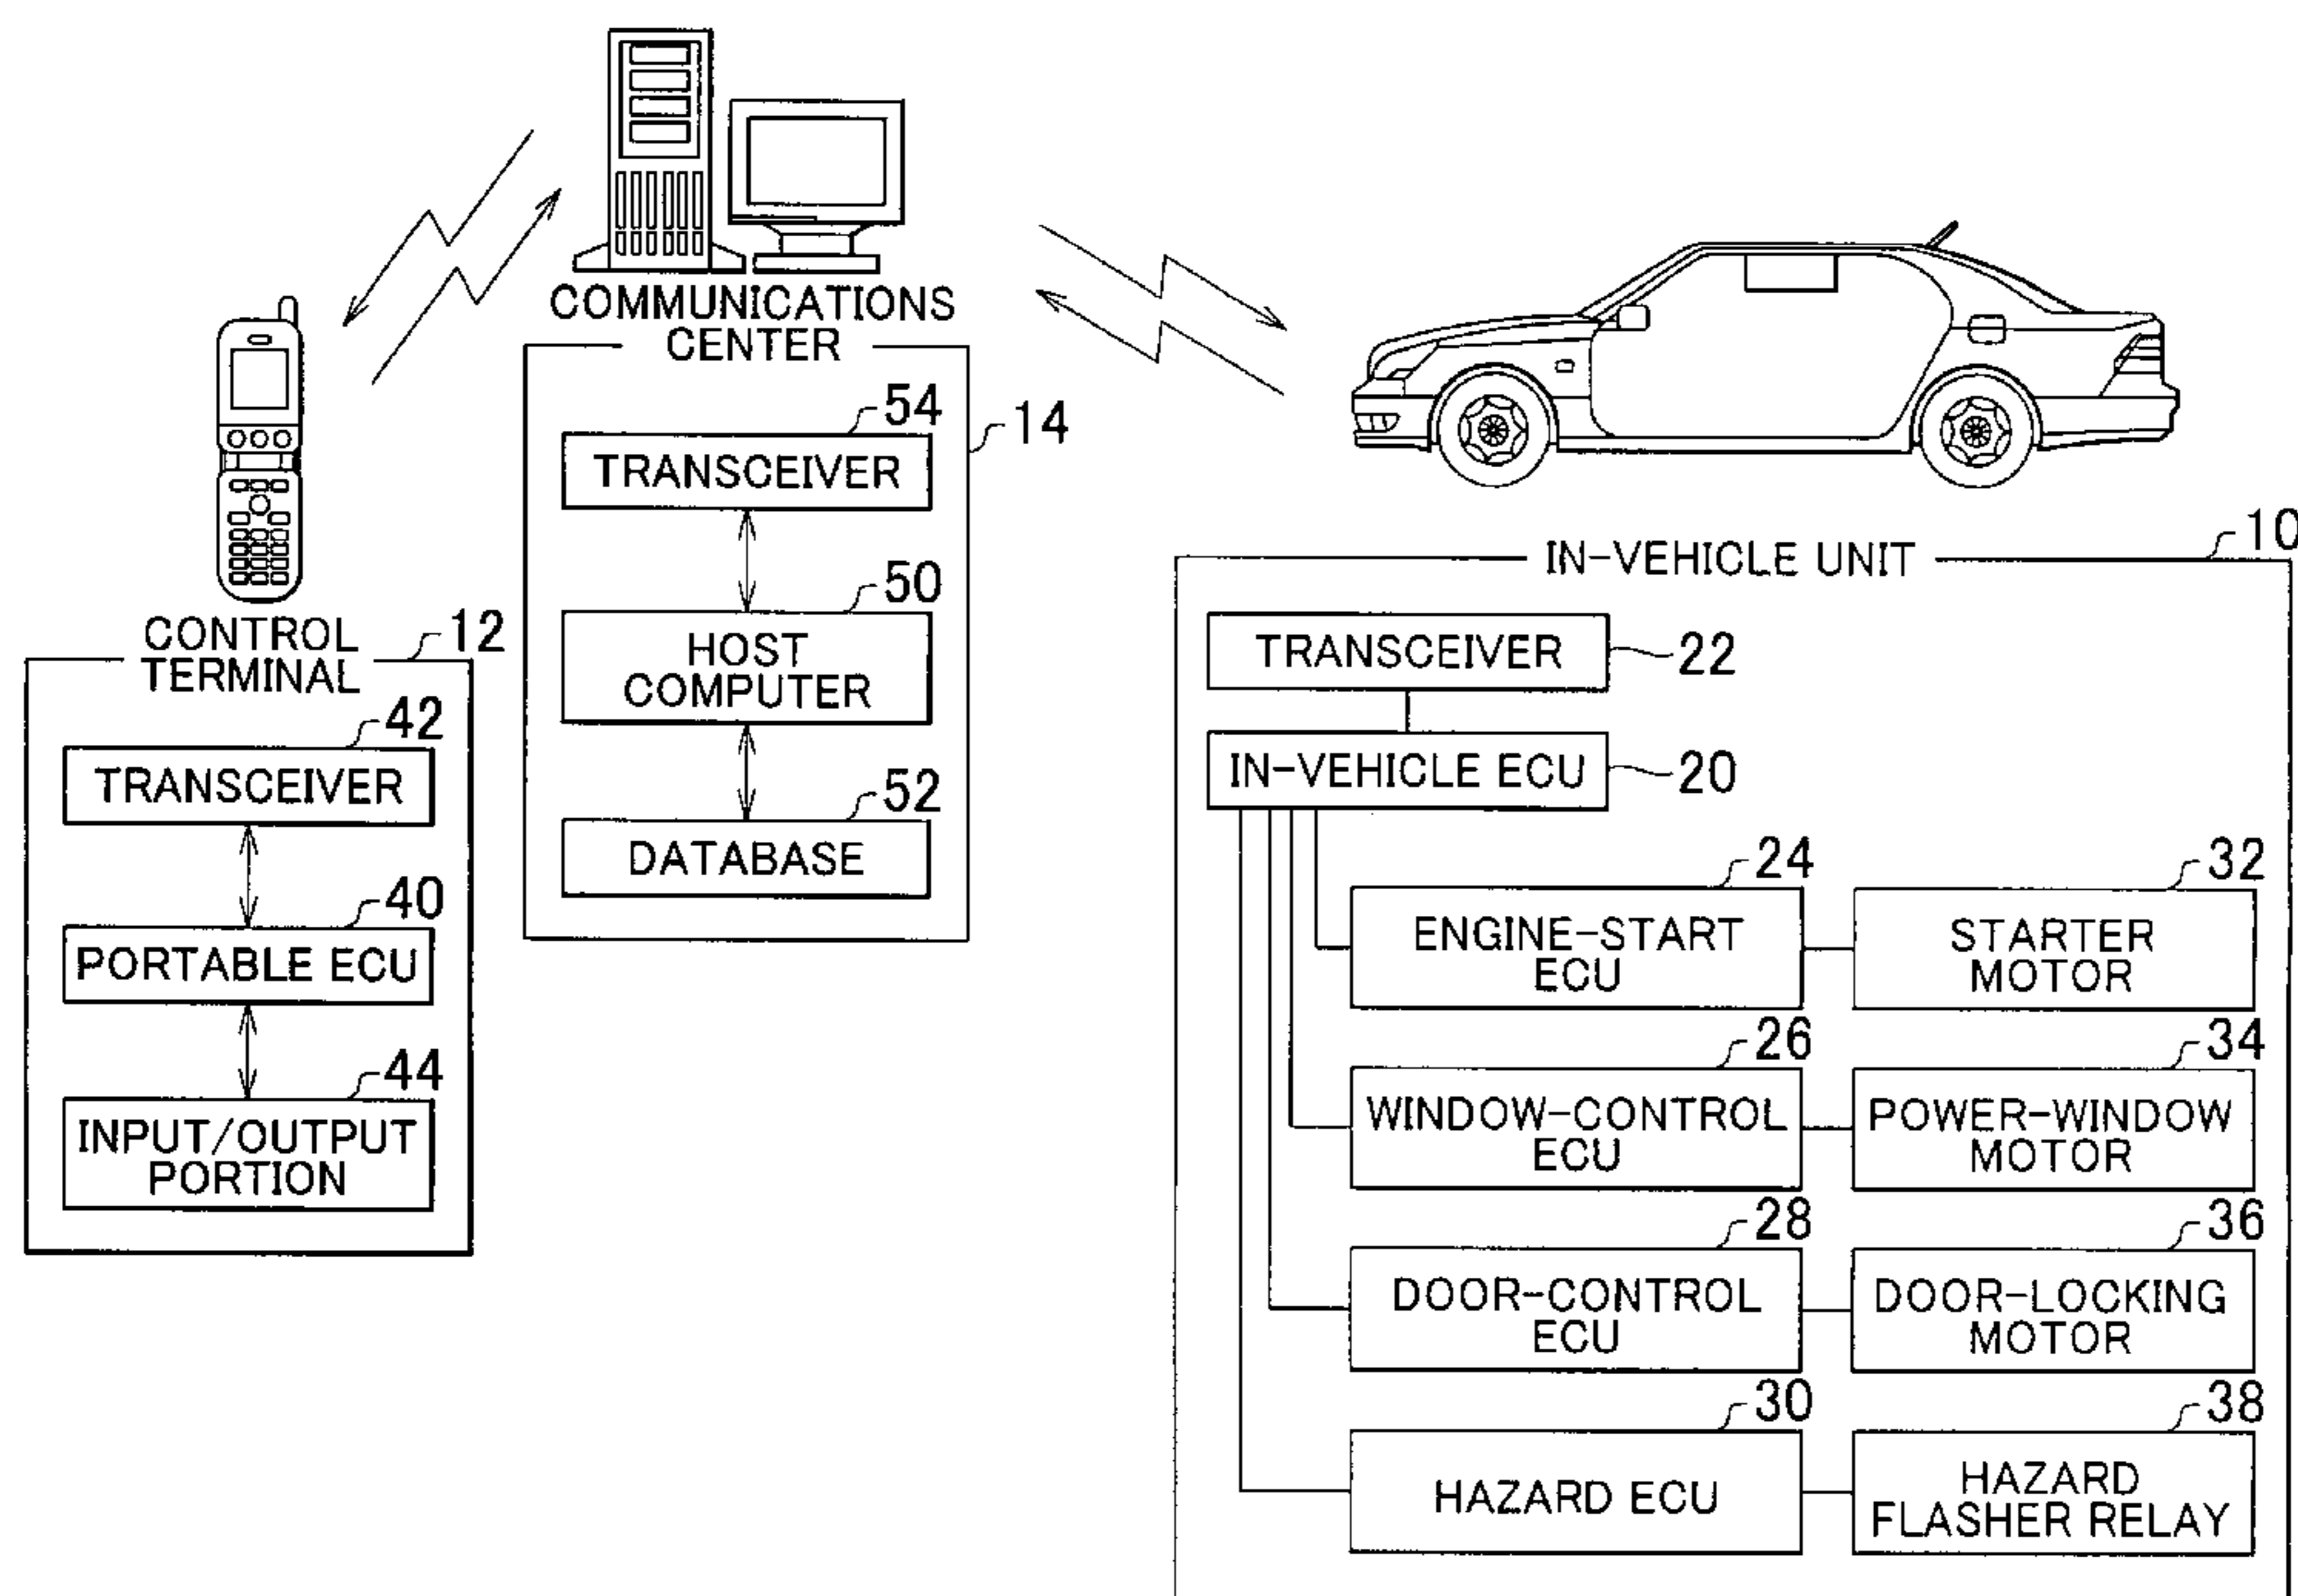 COMMUNICATIONS
CENTER
14
54
TRANSCEIVER
50
HOST
COMPUTER
52
DATABASE
CONTROL
TERMINAL
12
42
TRANSCEIVER
40
PORTABLE ECU
44
INPUT/OUTPUT
PORTION
IN-VEHICLE UNIT
10
TRANSCEIVER
22
IN-VEHICLE ECU
20
24
ENGINE-START
ECU
32
STARTER
MOTOR
26
WINDOW-CONTROL
ECU
34
POWER-WINDOW
MOTOR
28
DOOR-CONTROL
ECU
36
DOOR-LOCKING
MOTOR
30
HAZARD ECU
38
HAZARD
FLASHER RELAY